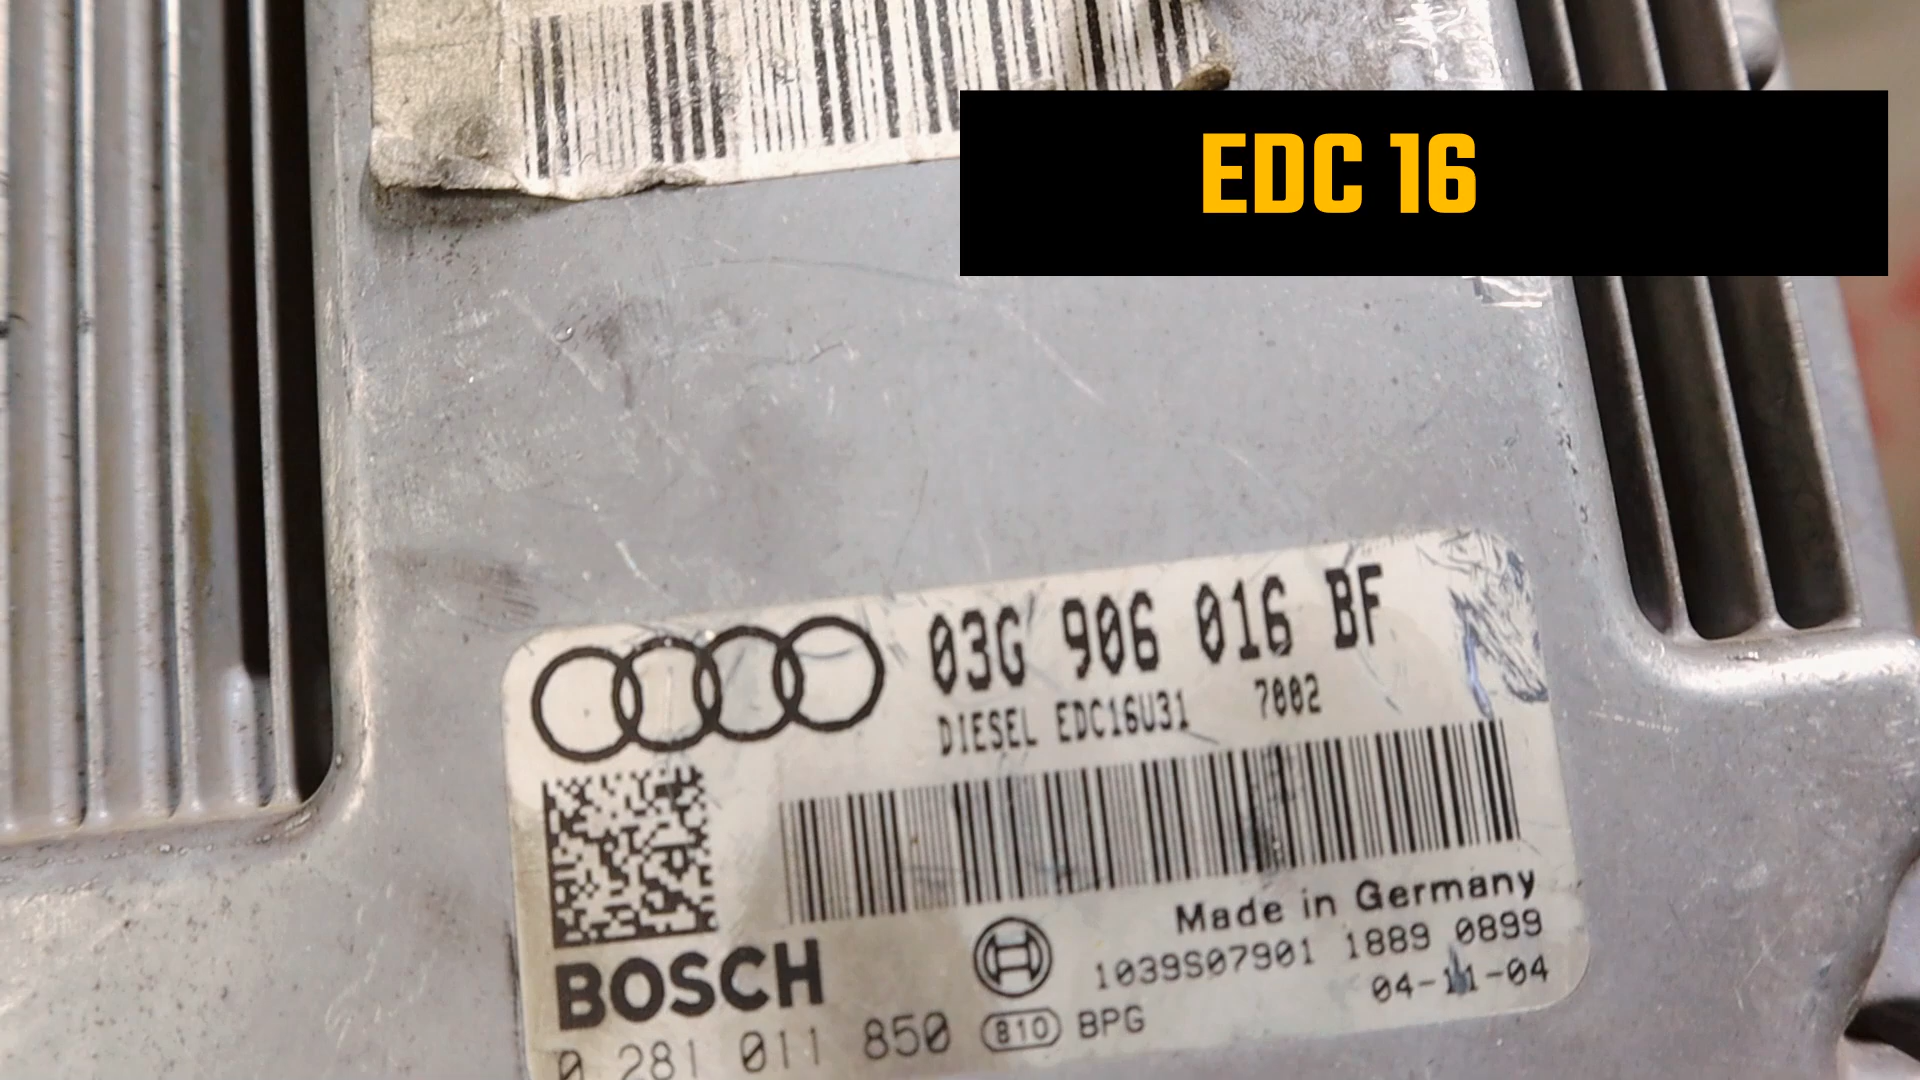 EDC 16
03G 906 016 BF
DIESEL EDC16U31 7002
Made in Germany
1039S07901 1889 0899
04-11-04
BOSCH
0 281 011 850 810 BPG